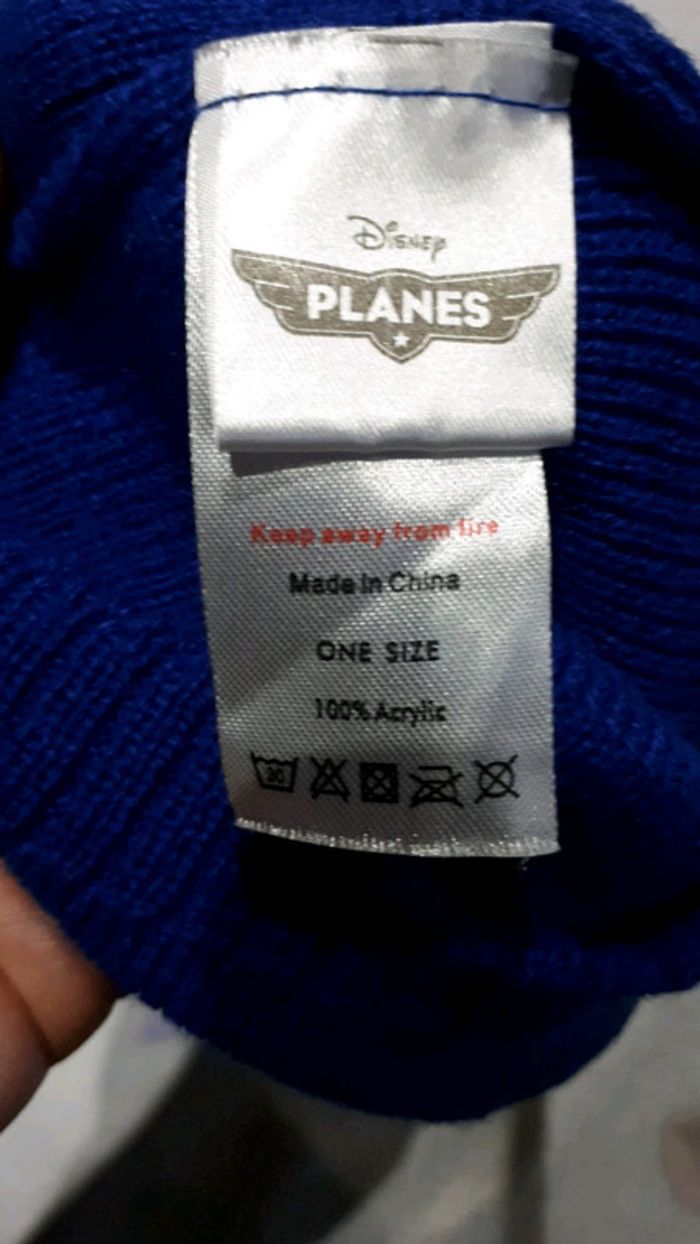 Disney
PLANES
Keep away from fire
Made in China
ONE SIZE
100% Acrylic
30